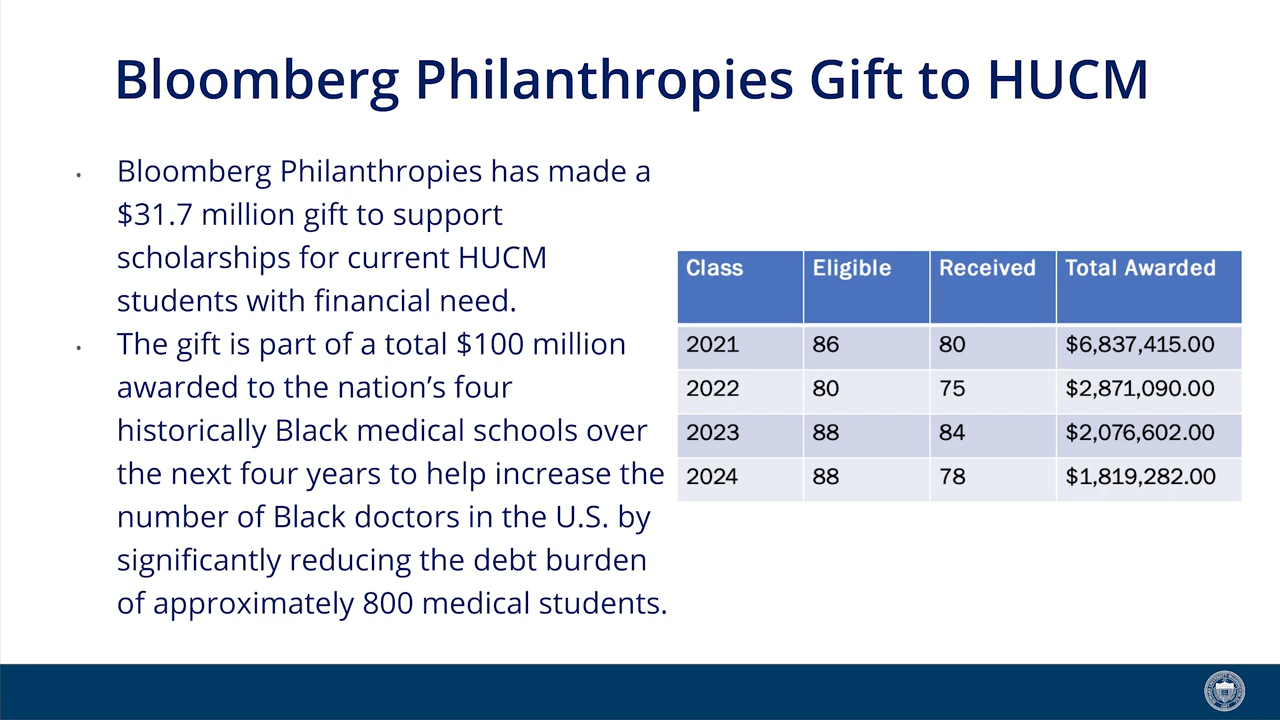 Bloomberg Philanthropies Gift to HUCM
• Bloomberg Philanthropies has made a
$31.7 million gift to support
scholarships for current HUCM
students with financial need.
• The gift is part of a total $100 million
awarded to the nation’s four
historically Black medical schools over
the next four years to help increase the
number of Black doctors in the U.S. by
significantly reducing the debt burden
of approximately 800 medical students.
Class Eligible Received Total Awarded
2021 86 80 $6,837,415.00
2022 80 75 $2,871,090.00
2023 88 84 $2,076,602.00
2024 88 78 $1,819,282.00